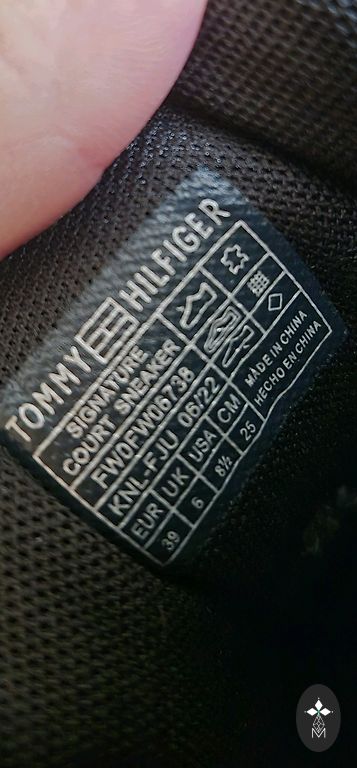 TOMMY HILFIGER
SIGNATURE
COURT SNEAKER
FW0FW06738
KNL-FJU 06/22
EUR UK USA CM
39 6 8½ 25
MADE IN CHINA
HECHO EN CHINA
M